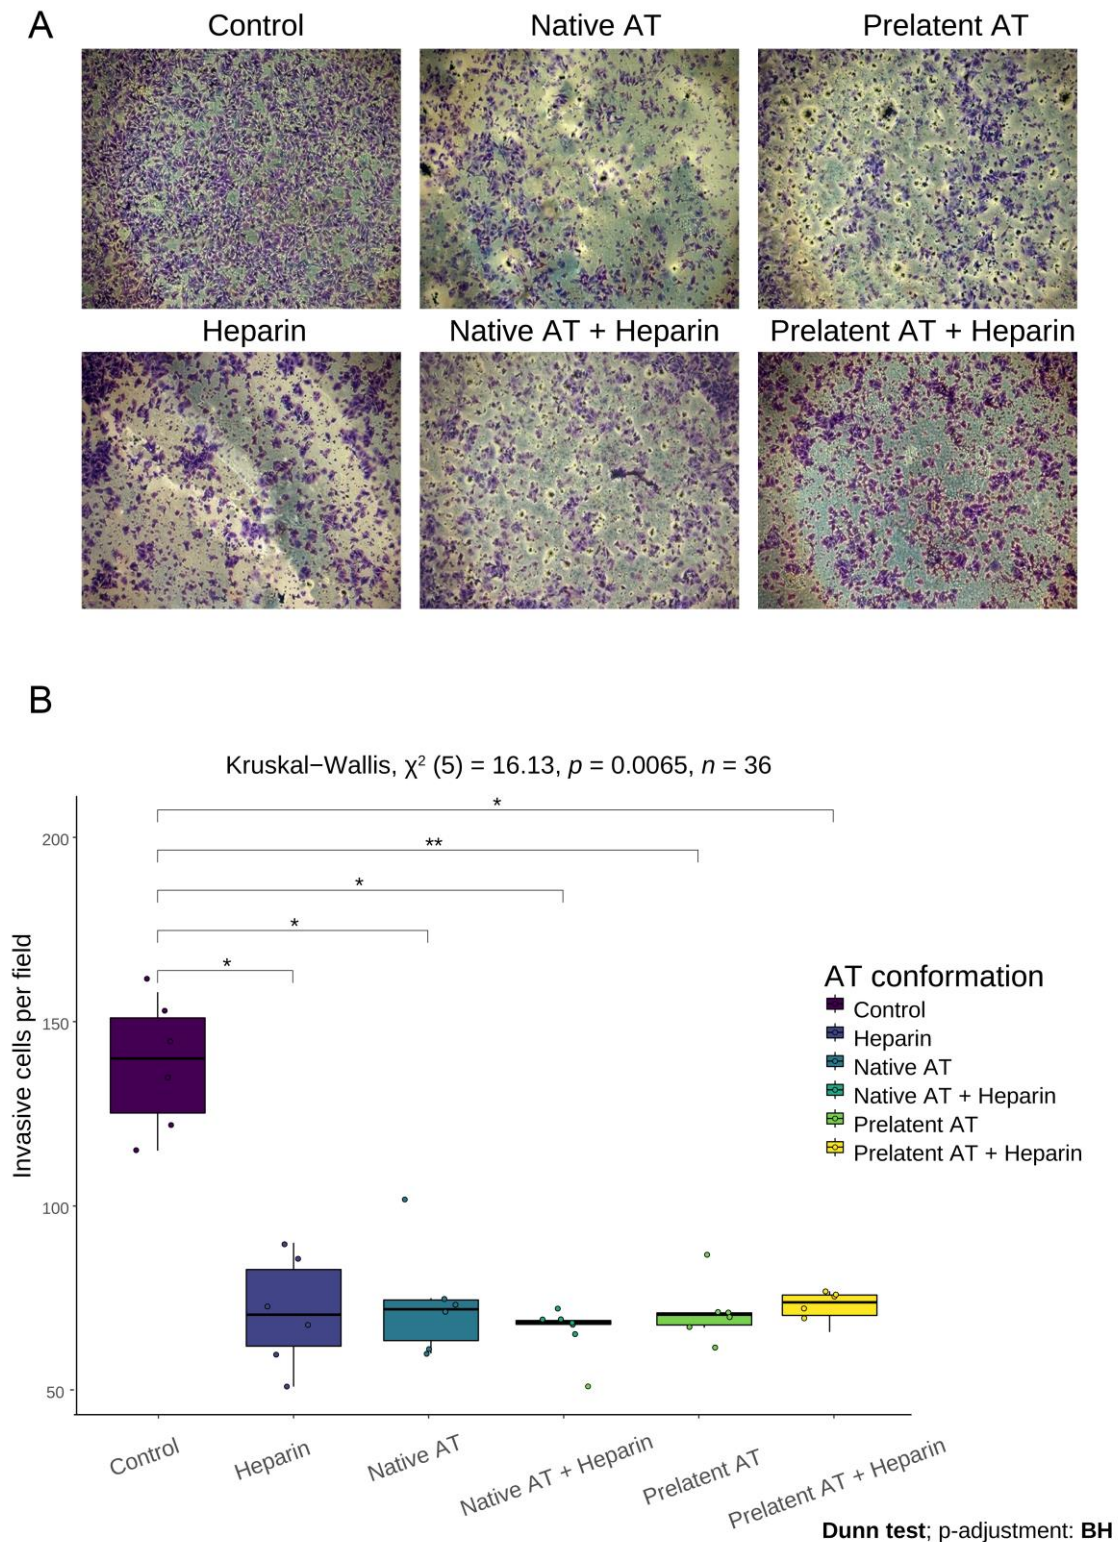 A
Control
Native AT
Prelatent AT
Heparin
Native AT + Heparin
Prelatent AT + Heparin
B
Kruskal−Wallis, χ² (5) = 16.13, p = 0.0065, n = 36
*
**
*
*
*
200
150
100
50
Invasive cells per field
AT conformation
Control
Heparin
Native AT
Native AT + Heparin
Prelatent AT
Prelatent AT + Heparin
Control
Heparin
Native AT
Native AT + Heparin
Prelatent AT
Prelatent AT + Heparin
Dunn test; p-adjustment: BH